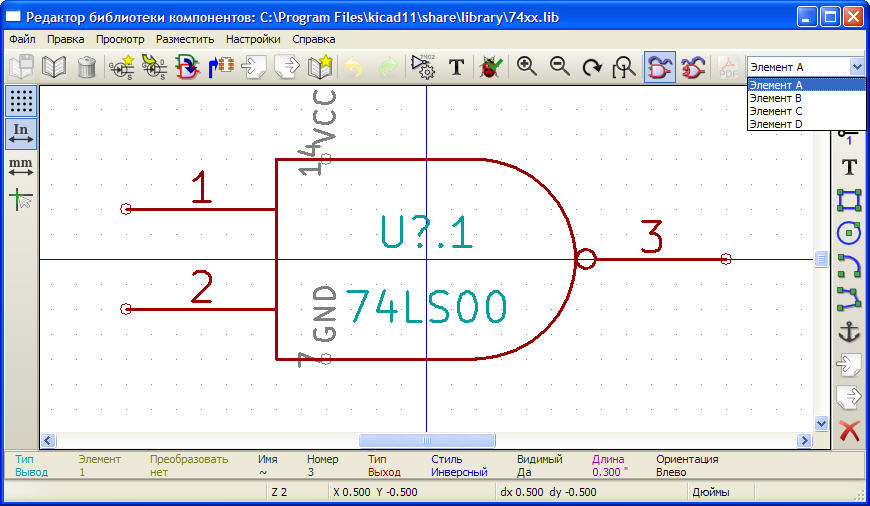 Редактор библиотеки компонентов: C:\Program Files\kicad11\share\library\74xx.lib
Файл Правка Просмотр Разместить Настройки Справка
Элемент A
Элемент A
Элемент B
Элемент C
Элемент D
In
mm
T
T
1
14
VCC
1
2
3
U?.1
74LS00
GND
7
Тип Элемент Преобразовать Имя Номер Тип Стиль Видимый Длина Ориентация
Вывод 1 нет ~ 3 Выход Инверсный Да 0.300 " Влево
Z 2 X 0.500 Y -0.500 dx 0.500 dy -0.500 Дюймы